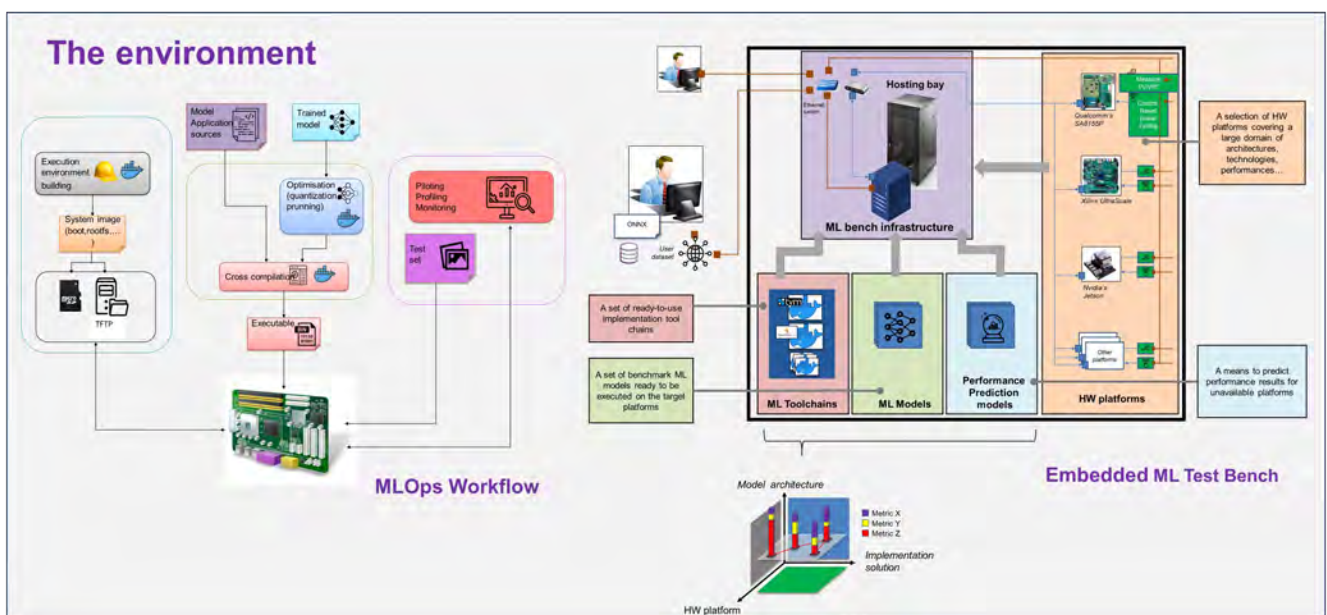 The environment
Model
Application
sources
Trained
model
Execution
environment
building
Optimisation
(quantization
prunning)
System image
(boot,rootfs....
)
Cross compilation
TFTP
Executable
Piloting
Profiling
Monitoring
Test
set
MLOps Workflow
Hosting bay
Ethernet
ML bench infrastructure
ONNX
User
dataset
Measure
Qualcomm's
SA8155P
Control
Reset
Xilinx UltraScale
Nvidia's
Jetson
Other
platforms
A selection of HW
platforms covering a
large domain of
architectures,
technologies,
performances…
A set of ready-to-use
implementation tool
chains
A set of benchmark ML
models ready to be
executed on the target
platforms
ML Toolchains
ML Models
Performance
Prediction
models
HW platforms
A means to predict
performance results for
unavailable platforms
Embedded ML Test Bench
Model architecture
Metric X
Metric Y
Metric Z
Implementation
solution
HW platform